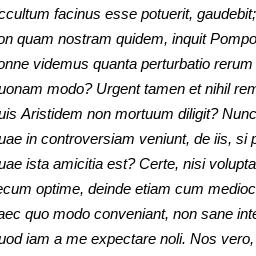 ccultum facinus esse potuerit, gaudebit;
on quam nostram quidem, inquit Pompo
onne videmus quanta perturbatio rerum
uonam modo? Urgent tamen et nihil rem
uis Aristidem non mortuum diligit? Nunc
uae in controversiam veniunt, de iis, si p
uae ista amicitia est? Certe, nisi volupta
ecum optime, deinde etiam cum medioc
aec quo modo conveniant, non sane inte
uod iam a me expectare noli. Nos vero,